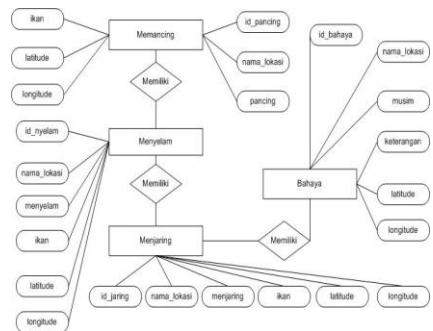 ikan
Memancing
id_pancing
id_bahaya
nama_lokasi
latitude
nama_lokasi
longitude
Memiliki
pancing
musim
id_nyelam
Menyelam
keterangan
nama_lokasi
menyelam
Memiliki
Bahaya
latitude
ikan
Menjaring
Memiliki
longitude
latitude
longitude
id_jaring
nama_lokasi
menjaring
ikan
latitude
longitude